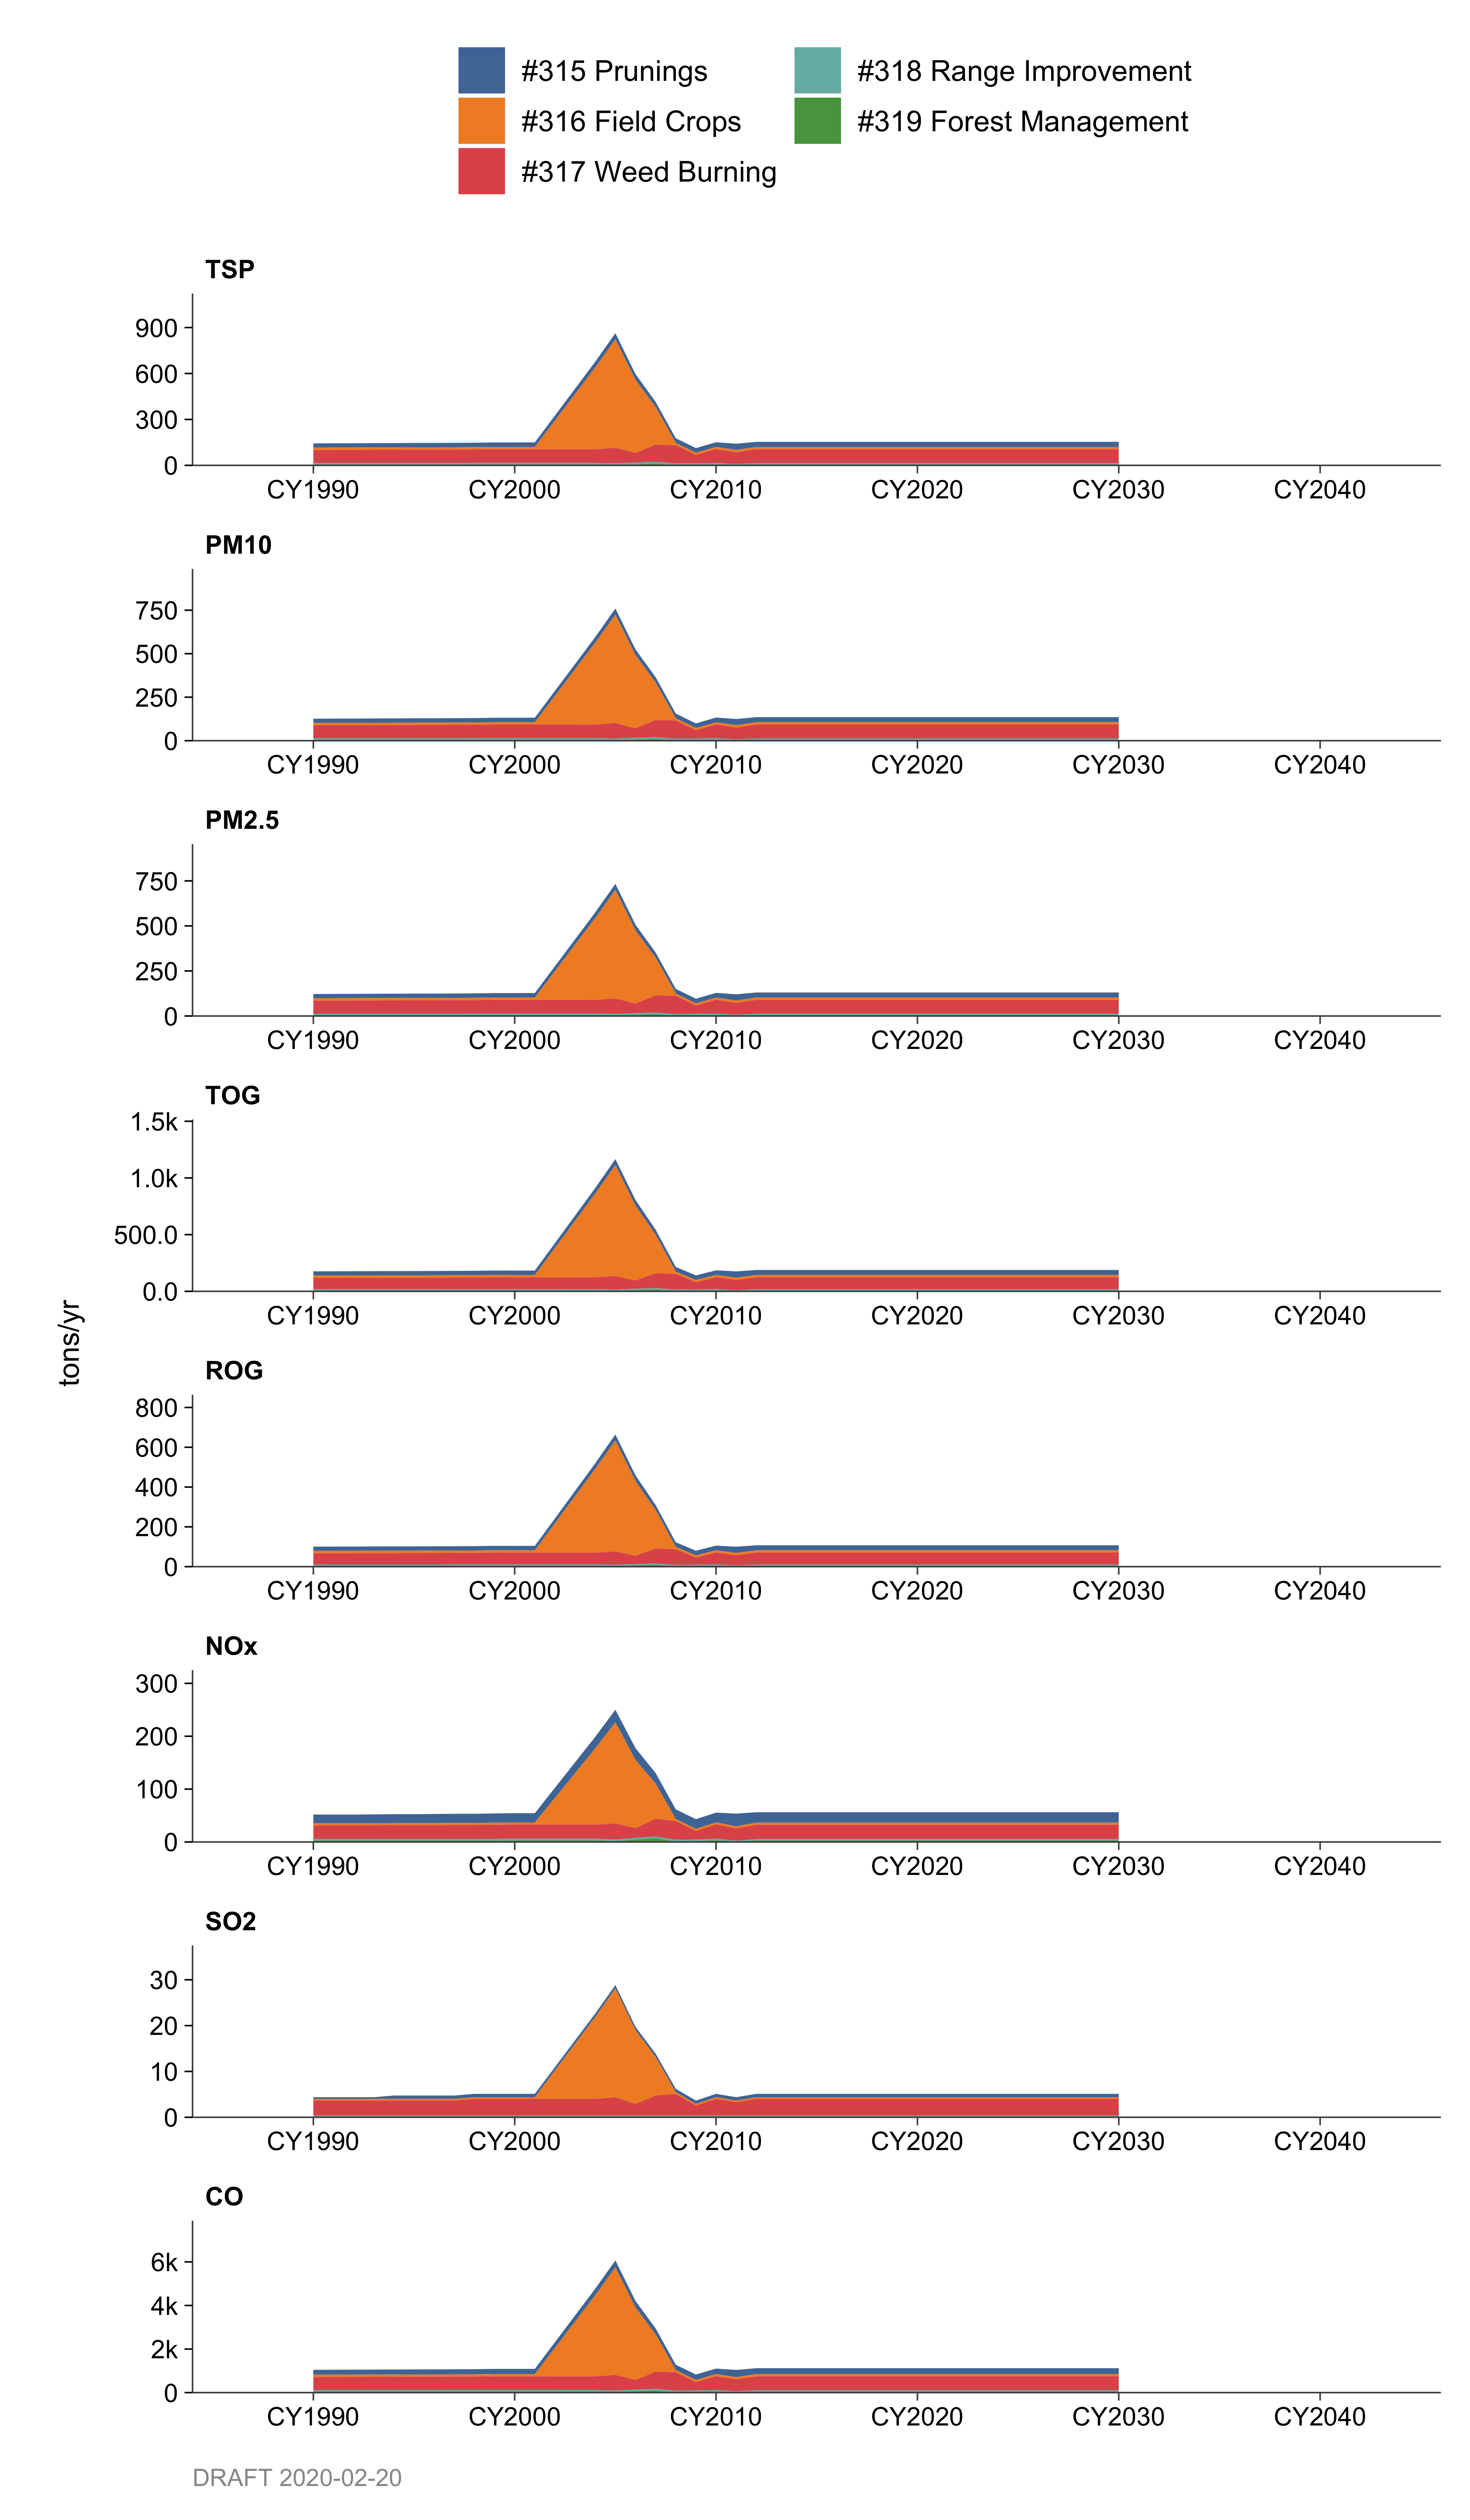 #315 Prunings #318 Range Improvement
#316 Field Crops #319 Forest Management
#317 Weed Burning
tons/yr
TSP
900
600
300
0
CY1990 CY2000 CY2010 CY2020 CY2030 CY2040
PM10
750
500
250
0
CY1990 CY2000 CY2010 CY2020 CY2030 CY2040
PM2.5
750
500
250
0
CY1990 CY2000 CY2010 CY2020 CY2030 CY2040
TOG
1.5k
1.0k
500.0
0.0
CY1990 CY2000 CY2010 CY2020 CY2030 CY2040
ROG
800
600
400
200
0
CY1990 CY2000 CY2010 CY2020 CY2030 CY2040
NOx
300
200
100
0
CY1990 CY2000 CY2010 CY2020 CY2030 CY2040
SO2
30
20
10
0
CY1990 CY2000 CY2010 CY2020 CY2030 CY2040
CO
6k
4k
2k
0
CY1990 CY2000 CY2010 CY2020 CY2030 CY2040
DRAFT 2020-02-20